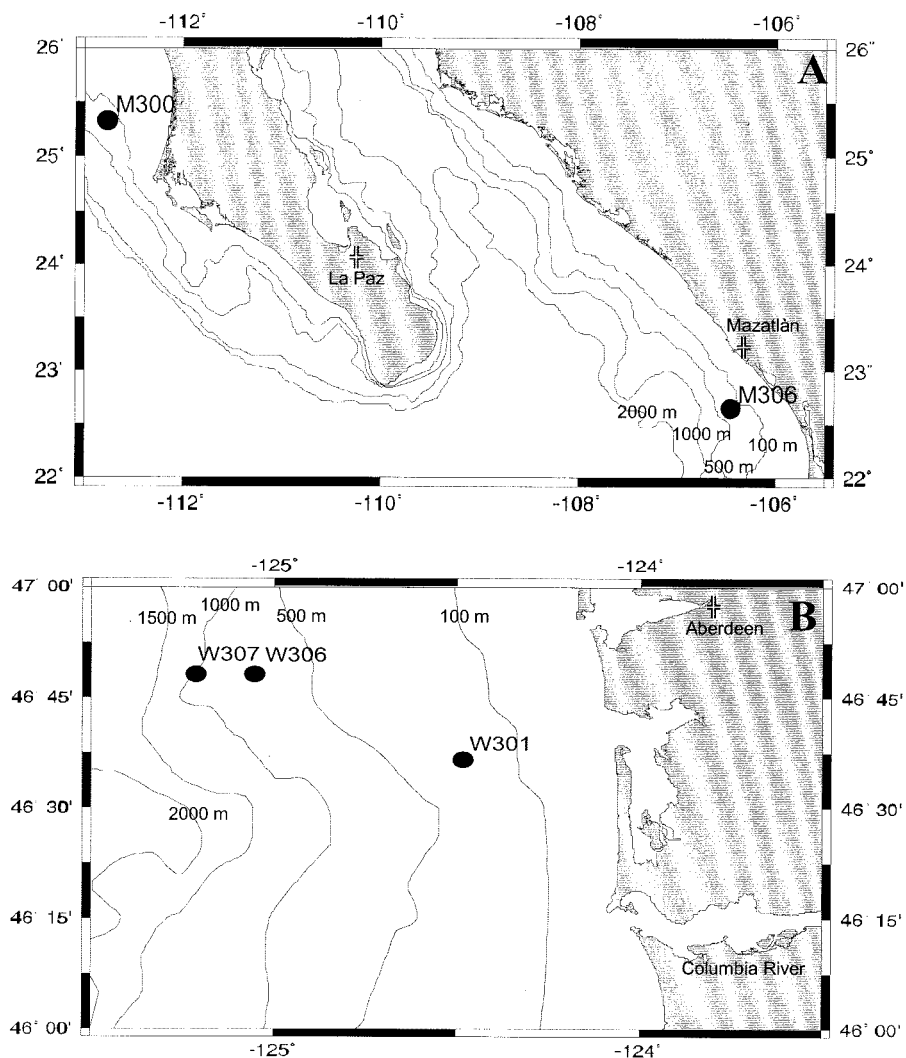 -112° -110° -108° -106°
26° 26"
A
M300
25° 25°
24° 24°
La Paz
Mazatlàn
23° 23"
M306
2000 m
1000 m
100 m
500 m
22° 22°
-112° -110° -108° -106°
-125° -124°
47° 00' 47° 00'
1500 m 1000 m 500 m 100 m
Aberdeen
B
W307 W306
46° 45' 46° 45'
W301
46° 30' 46° 30'
2000 m
46° 15' 46° 15'
Columbia River
46° 00' 46° 00'
-125° -124°